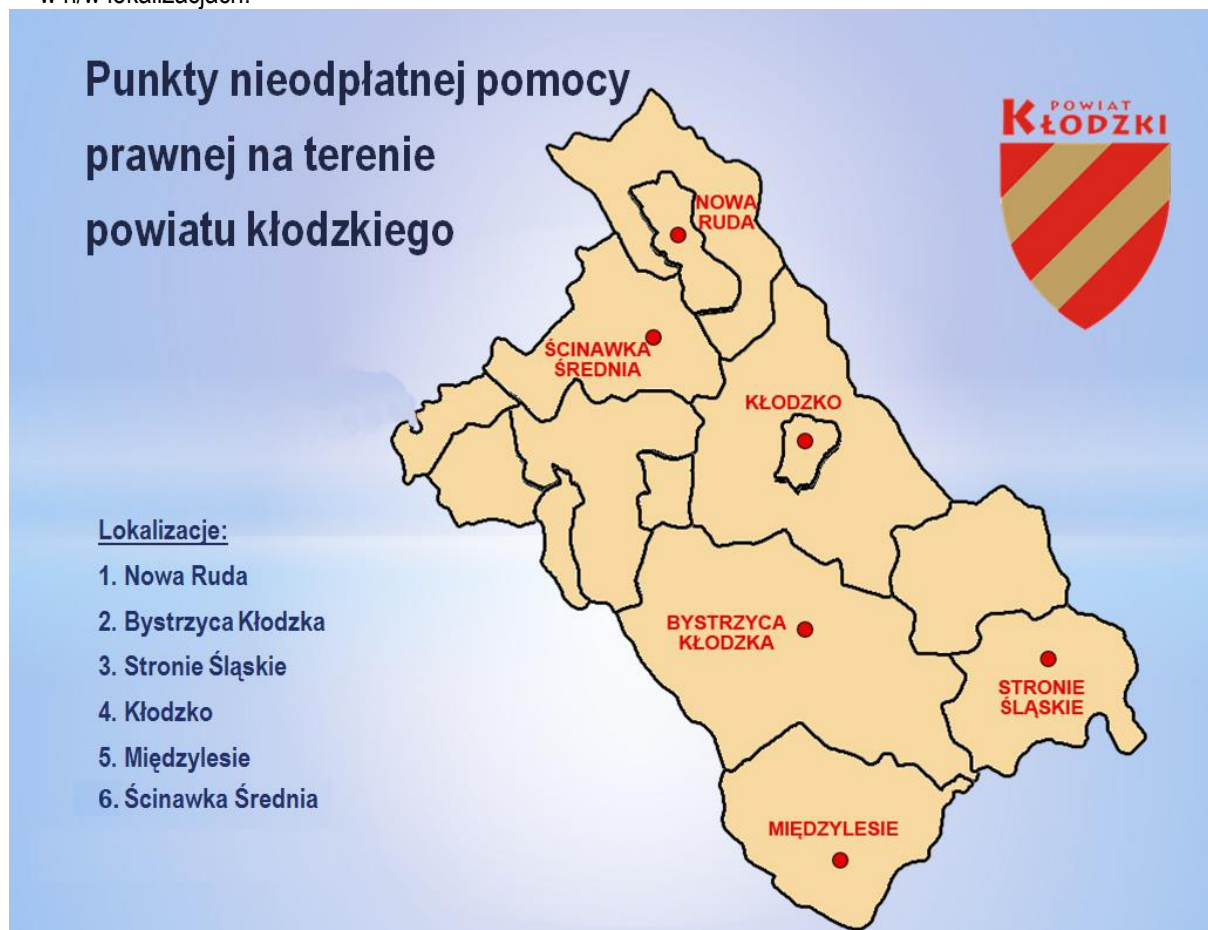 w n/w lokalizacjach:
Punkty nieodpłatnej pomocy
prawnej na terenie
powiatu kłodzkiego
POWIAT
KŁODZKI
NOWA
RUDA
ŚCINAWKA
ŚREDNIA
KŁODZKO
BYSTRZYCA
KŁODZKA
STRONIE
ŚLĄSKIE
MIĘDZYLESIE
Lokalizacje:
1. Nowa Ruda
2. Bystrzyca Kłodzka
3. Stronie Śląskie
4. Kłodzko
5. Międzylesie
6. Ścinawka Średnia